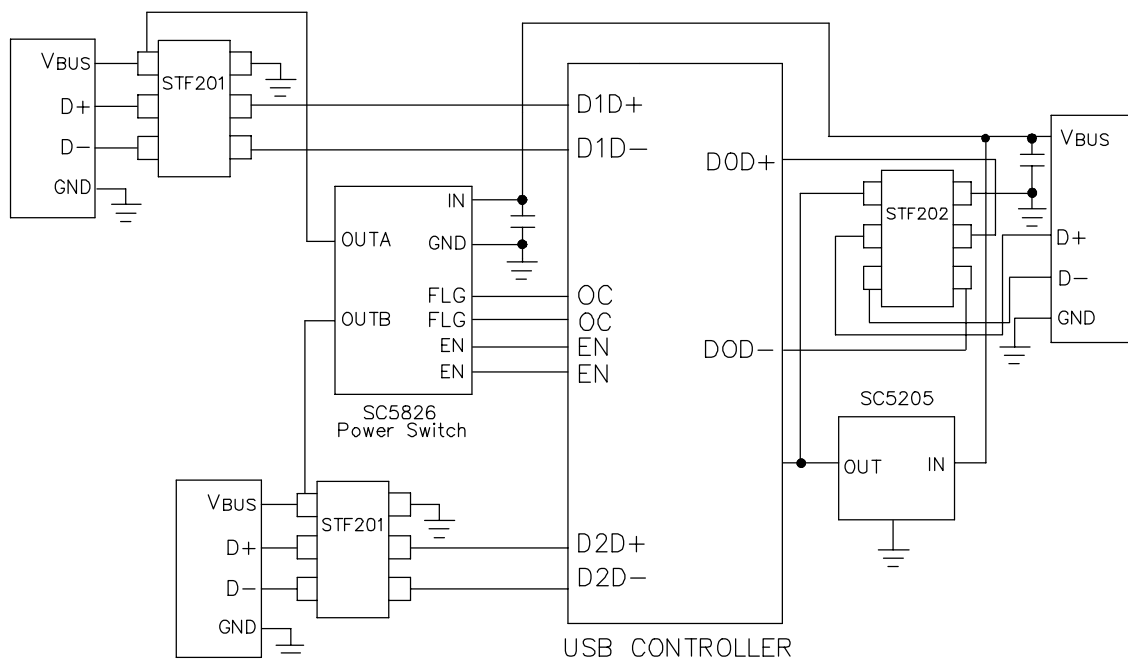 VBUS
D+
D-
GND
STF201
OUTA
OUTB
IN
GND
FLG
FLG
EN
EN
SC5826
Power Switch
VBUS
D+
D-
GND
STF201
D1D+
D1D-
OC
OC
EN
EN
D2D+
D2D-
DOD+
DOD-
USB CONTROLLER
STF202
VBUS
D+
D-
GND
SC5205
OUT
IN